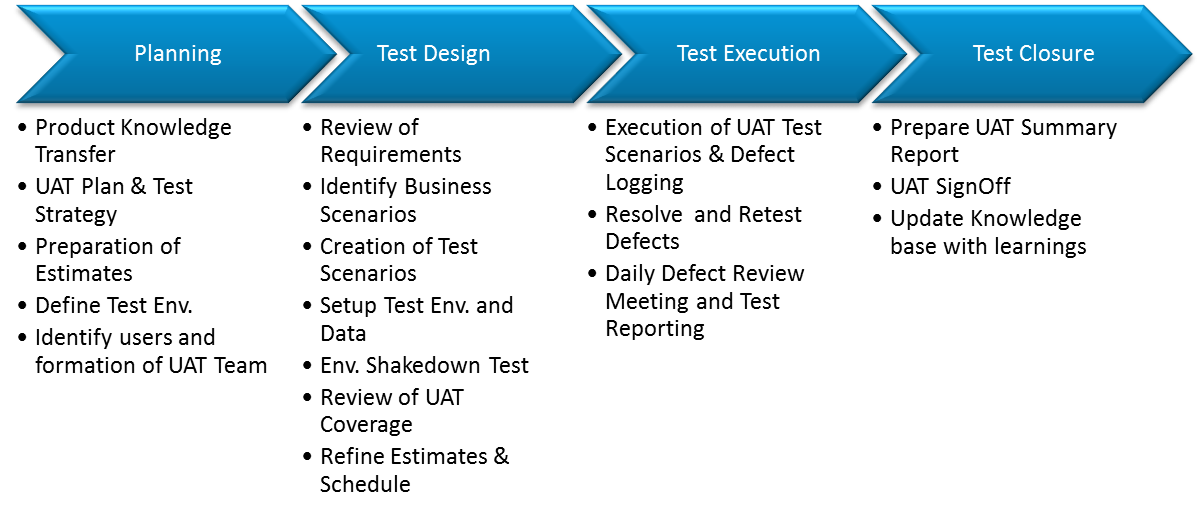 Planning
Test Design
Test Execution
Test Closure
• Product Knowledge
Transfer
• UAT Plan & Test
Strategy
• Preparation of
Estimates
• Define Test Env.
• Identify users and
formation of UAT Team
• Review of
Requirements
• Identify Business
Scenarios
• Creation of Test
Scenarios
• Setup Test Env. and
Data
• Env. Shakedown Test
• Review of UAT
Coverage
• Refine Estimates &
Schedule
• Execution of UAT Test
Scenarios & Defect
Logging
• Resolve and Retest
Defects
• Daily Defect Review
Meeting and Test
Reporting
• Prepare UAT Summary
Report
• UAT SignOff
• Update Knowledge
base with learnings